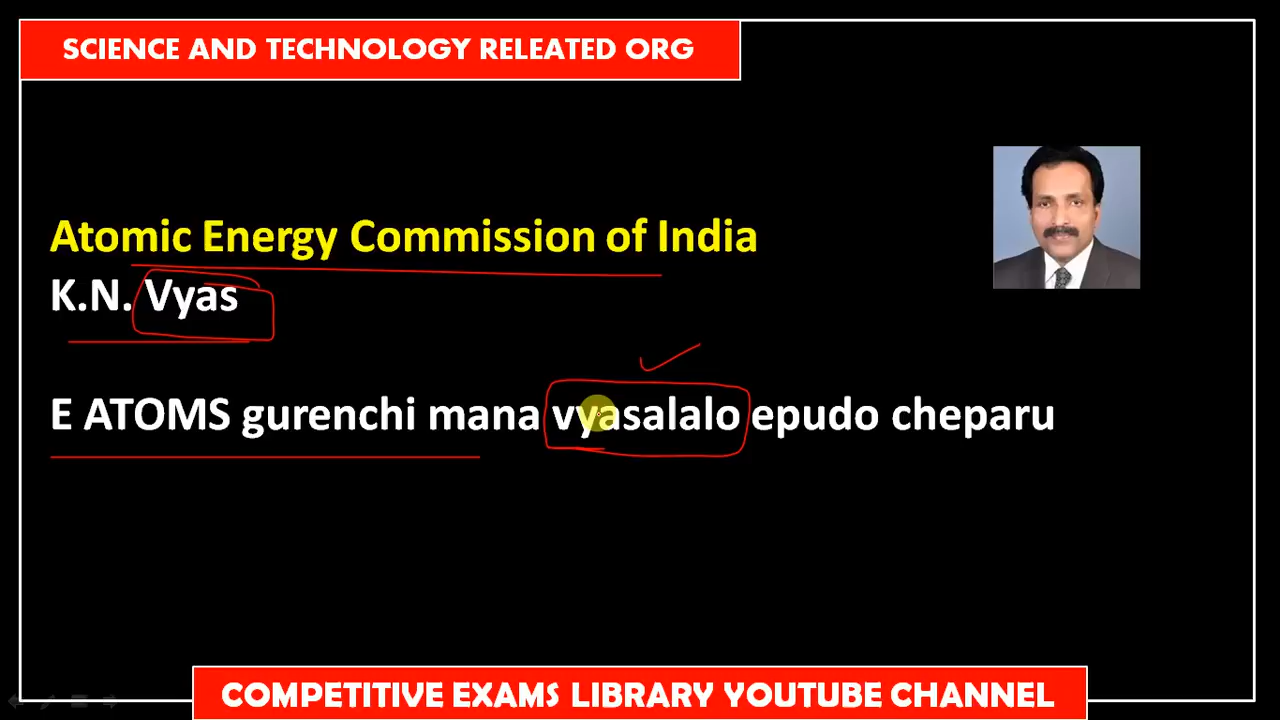 SCIENCE AND TECHNOLOGY RELEATED ORG
Atomic Energy Commission of India
K.N. Vyas
E ATOMS gurenchi mana vyasalalo epudo cheparu
COMPETITIVE EXAMS LIBRARY YOUTUBE CHANNEL